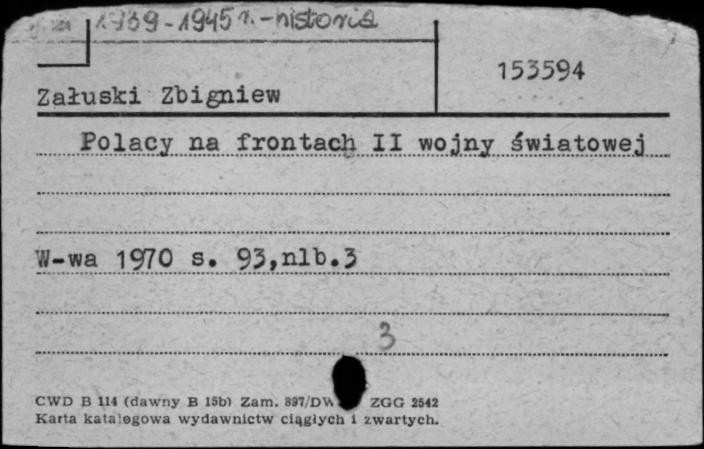 1939-1945 r.-historia
153594
Załuski Zbigniew
Polacy na frontach II wojny światowej
W-wa 1970 s. 93,nlb.3
3
CWD B 114 (dawny B 15b) Zam. 897/DW ZGG 2542
Karta katalogowa wydawnictw ciągłych i zwartych.